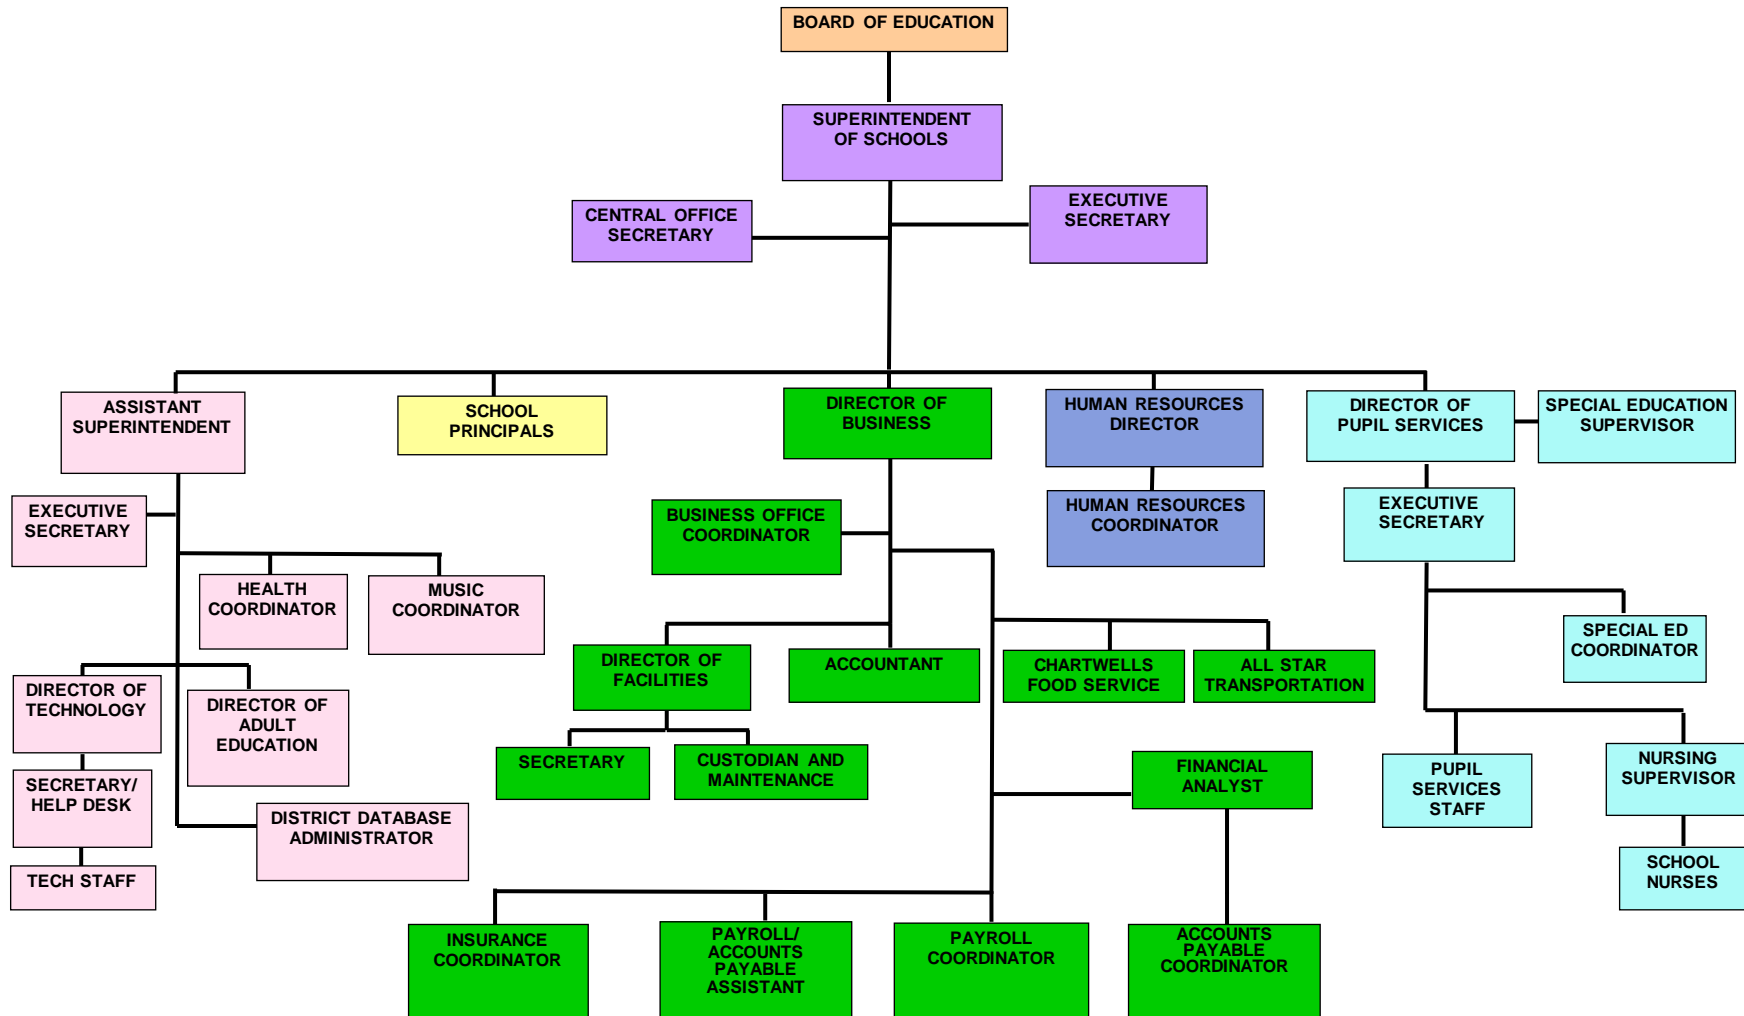 BOARD OF EDUCATION
SUPERINTENDENT
OF SCHOOLS
CENTRAL OFFICE
SECRETARY
EXECUTIVE
SECRETARY
ASSISTANT
SUPERINTENDENT
SCHOOL
PRINCIPALS
DIRECTOR OF
BUSINESS
HUMAN RESOURCES
DIRECTOR
DIRECTOR OF
PUPIL SERVICES
SPECIAL EDUCATION
SUPERVISOR
EXECUTIVE
SECRETARY
BUSINESS OFFICE
COORDINATOR
HUMAN RESOURCES
COORDINATOR
EXECUTIVE
SECRETARY
HEALTH
COORDINATOR
MUSIC
COORDINATOR
SPECIAL ED
COORDINATOR
DIRECTOR OF
FACILITIES
ACCOUNTANT
CHARTWELLS
FOOD SERVICE
ALL STAR
TRANSPORTATION
DIRECTOR OF
TECHNOLOGY
DIRECTOR OF
ADULT
EDUCATION
SECRETARY
CUSTODIAN AND
MAINTENANCE
FINANCIAL
ANALYST
PUPIL
SERVICES
STAFF
NURSING
SUPERVISOR
SECRETARY/
HELP DESK
DISTRICT DATABASE
ADMINISTRATOR
TECH STAFF
SCHOOL
NURSES
INSURANCE
COORDINATOR
PAYROLL/
ACCOUNTS
PAYABLE
ASSISTANT
PAYROLL
COORDINATOR
ACCOUNTS
PAYABLE
COORDINATOR